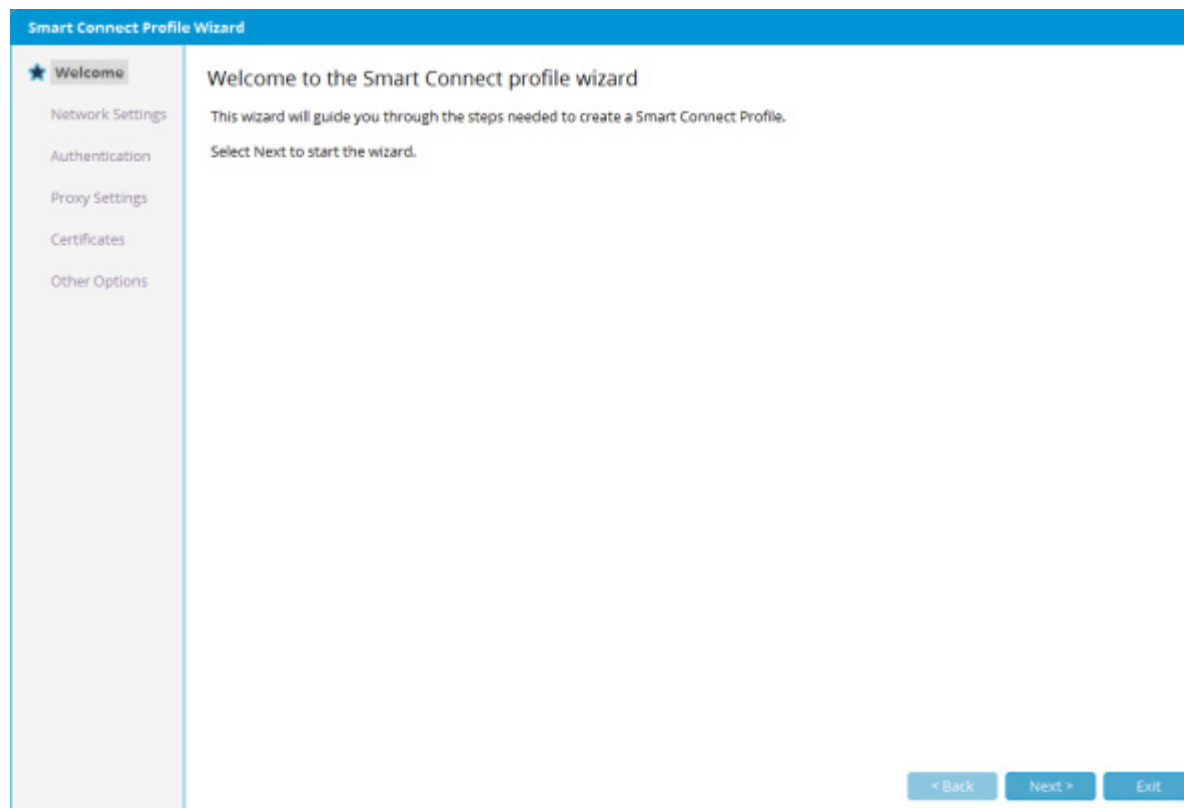 Smart Connect Profile Wizard
Welcome
Network Settings
Authentication
Proxy Settings
Certificates
Other Options
Welcome to the Smart Connect profile wizard
This wizard will guide you through the steps needed to create a Smart Connect Profile.
Select Next to start the wizard.
< Back
Next >
Exit